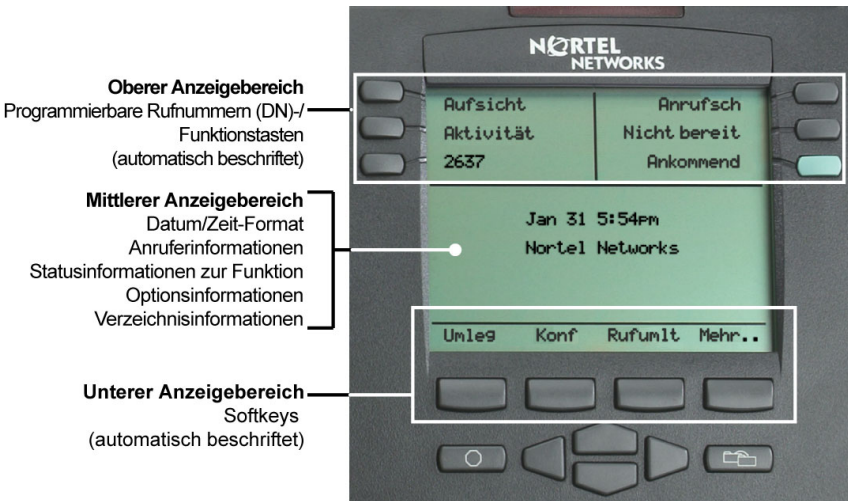 Oberer Anzeigebereich
Programmierbare Rufnummern (DN)-/
Funktionstasten
(automatisch beschriftet)
Mittlerer Anzeigebereich
Datum/Zeit-Format
Anruferinformationen
Statusinformationen zur Funktion
Optionsinformationen
Verzeichnisinformationen
Unterer Anzeigebereich
Softkeys
(automatisch beschriftet)
NORTEL
NETWORKS
Aufsicht
Anrufsch
Aktivität
Nicht bereit
2637
Ankommend
Jan 31 5:54pm
Nortel Networks
Umleg Konf Rufumlt Mehr..